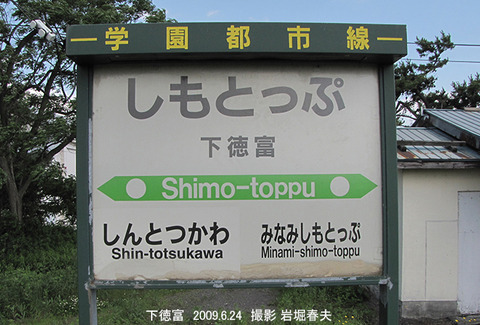 ー学園都市線ー
しもとっぷ
下徳富
Shimo-toppu
しんとつかわ みなみしもとっぷ
Shin-totsukawa Minami-shimo-toppu
下徳富 2009.6.24 撮影 岩堀春夫